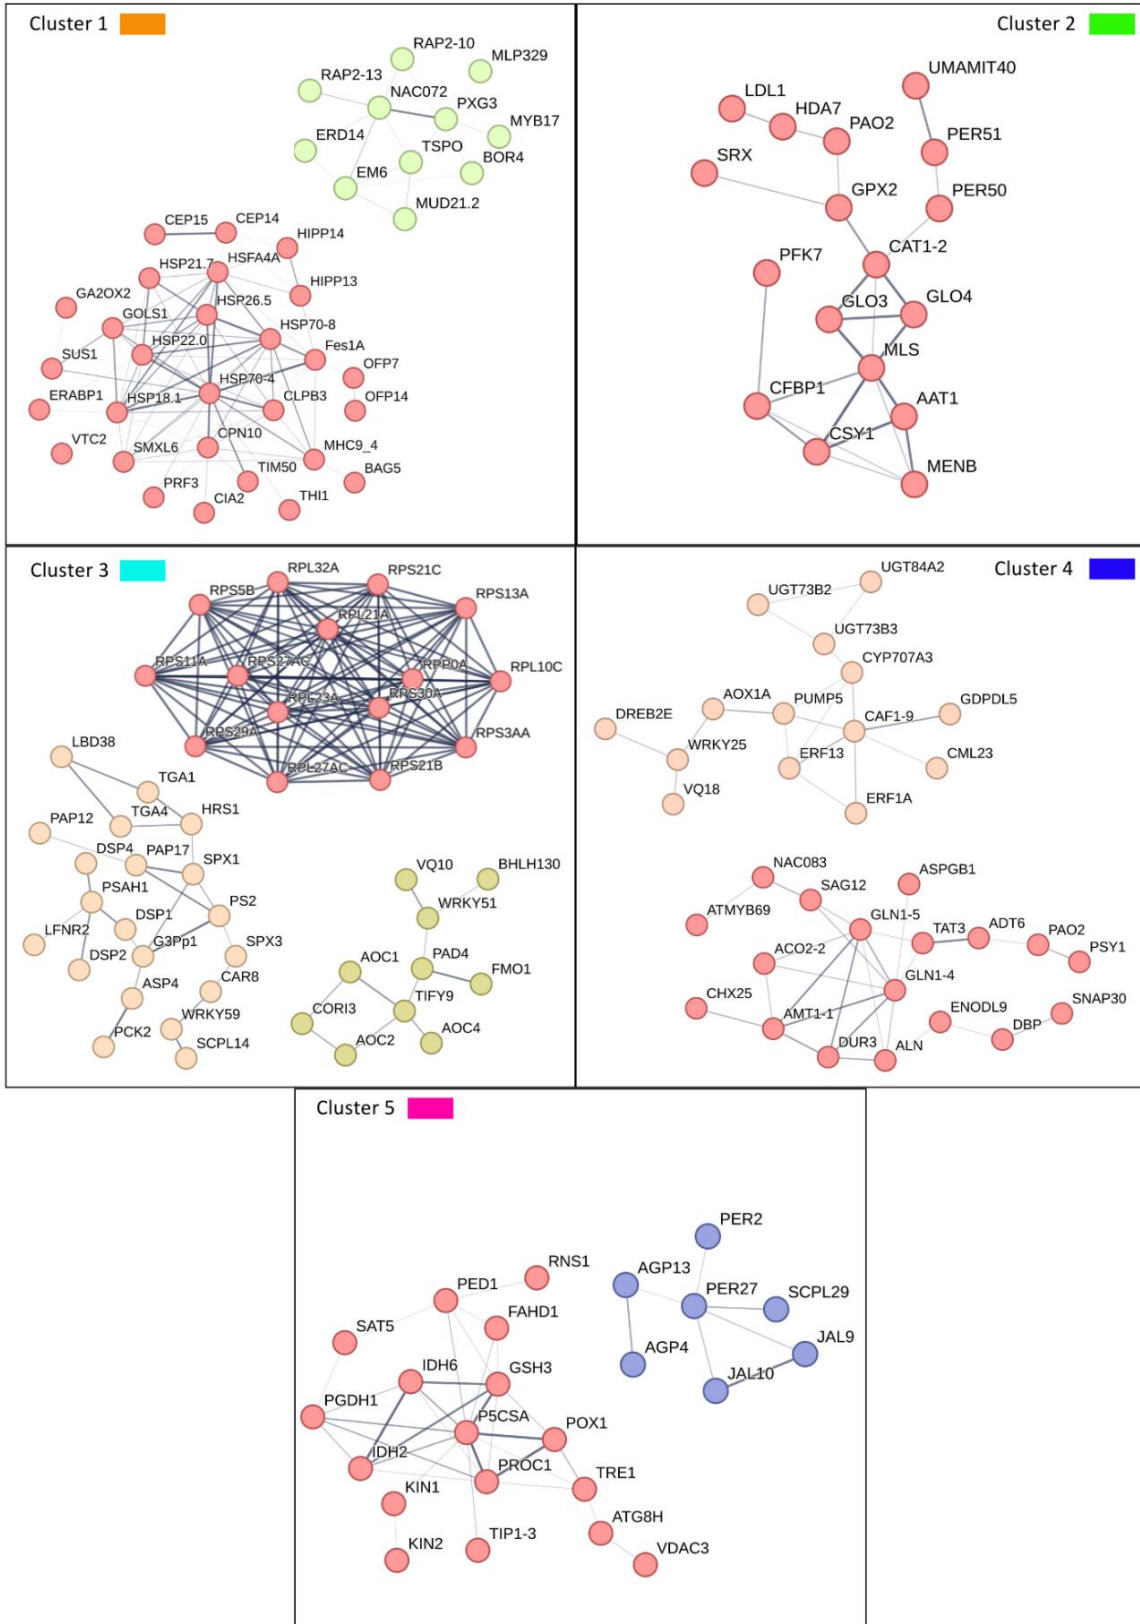 Cluster 1
RAP2-10
MLP329
RAP2-13
NAC072
PXG3
MYB17
ERD14
TSPO
BOR4
EM6
MUD21.2
CEP15
CEP14
HIPP14
HSP21.7
HSFA4A
HIPP13
GA2OX2
HSP26.5
GOLS1
HSP70-8
HSP22.0
Fes1A
SUS1
OFP7
HSP70-4
ERABP1
HSP18.1
CLPB3
OFP14
VTC2
SMXL6
CPN10
MHC9_4
TIM50
BAG5
PRF3
CIA2
THI1
Cluster 2
UMAMIT40
LDL1
HDA7
PAO2
PER51
SRX
GPX2
PER50
CAT1-2
PFK7
GLO3
GLO4
MLS
CFBP1
AAT1
CSY1
MENB
Cluster 3
RPL32A
RPS21C
RPS5B
RPS13A
RPL21A
RPS11A
RPS27AC
RPP0A
RPL10C
RPL23A
RPS30A
RPS29A
RPS3AA
RPL27AC
RPS21B
LBD38
TGA1
TGA4
HRS1
PAP12
DSP4
PAP17
SPX1
PSAH1
PS2
LFNR2
DSP1
G3Pp1
SPX3
DSP2
ASP4
CAR8
PCK2
WRKY59
SCPL14
VQ10
BHLH130
WRKY51
AOC1
PAD4
FMO1
CORI3
TIFY9
AOC2
AOC4
Cluster 4
UGT84A2
UGT73B2
UGT73B3
CYP707A3
AOX1A
PUMP5
GDPDL5
DREB2E
CAF1-9
WRKY25
ERF13
CML23
VQ18
ERF1A
NAC083
ASPGB1
SAG12
ATMYB69
GLN1-5
TAT3
ADT6
PAO2
PSY1
ACO2-2
GLN1-4
CHX25
AMT1-1
ENODL9
SNAP30
DBP
DUR3
ALN
Cluster 5
PER2
RNS1
AGP13
PED1
PER27
SCPL29
FAHD1
SAT5
AGP4
JAL9
IDH6
GSH3
JAL10
PGDH1
P5CSA
POX1
IDH2
PROC1
TRE1
KIN1
ATG8H
TIP1-3
KIN2
VDAC3